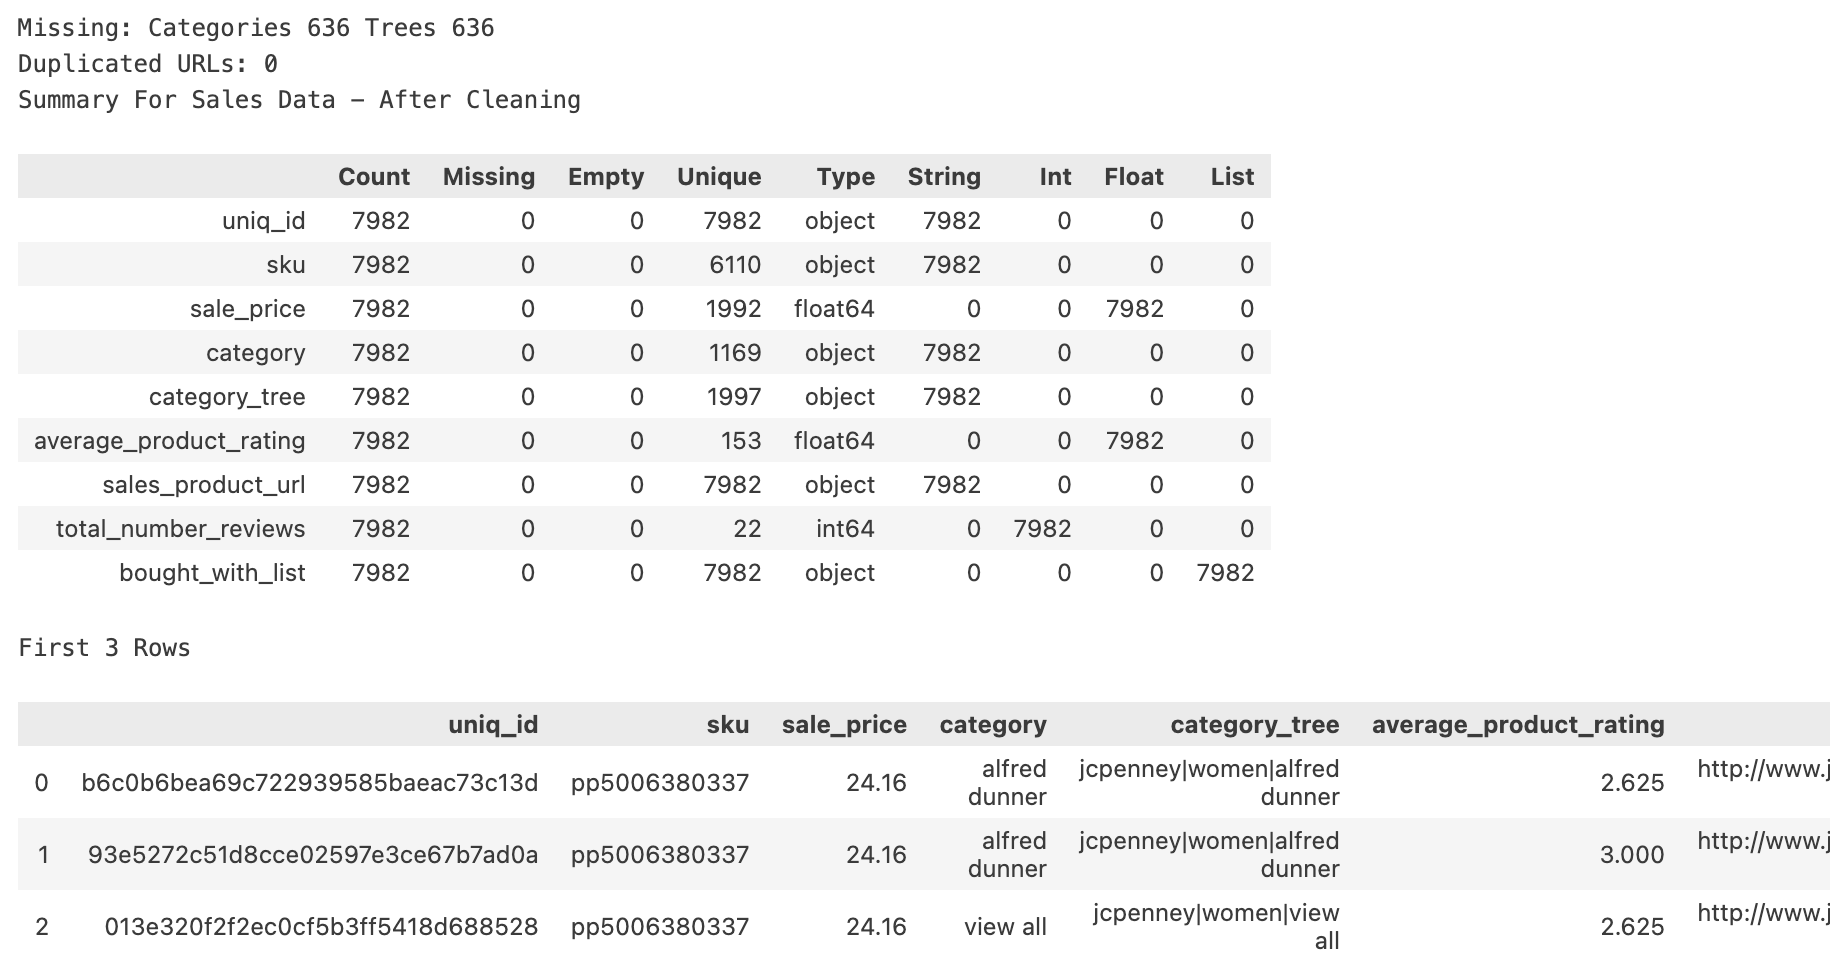 Missing: Categories 636 Trees 636
Duplicated URLs: 0
Summary For Sales Data – After Cleaning
Count Missing Empty Unique Type String Int Float List
uniq_id 7982 0 0 7982 object 7982 0 0 0
sku 7982 0 0 6110 object 7982 0 0 0
sale_price 7982 0 0 1992 float64 0 0 7982 0
category 7982 0 0 1169 object 7982 0 0 0
category_tree 7982 0 0 1997 object 7982 0 0 0
average_product_rating 7982 0 0 153 float64 0 0 7982 0
sales_product_url 7982 0 0 7982 object 7982 0 0 0
total_number_reviews 7982 0 0 22 int64 0 7982 0 0
bought_with_list 7982 0 0 7982 object 0 0 0 7982
First 3 Rows
uniq_id sku sale_price category category_tree average_product_rating
0 b6c0b6bea69c722939585baeac73c13d pp5006380337 24.16 alfred dunner jcpenney|women|alfred dunner 2.625 http://www.j
1 93e5272c51d8cce02597e3ce67b7ad0a pp5006380337 24.16 alfred dunner jcpenney|women|alfred dunner 3.000 http://www.j
2 013e320f2f2ec0cf5b3ff5418d688528 pp5006380337 24.16 view all jcpenney|women|view all 2.625 http://www.j